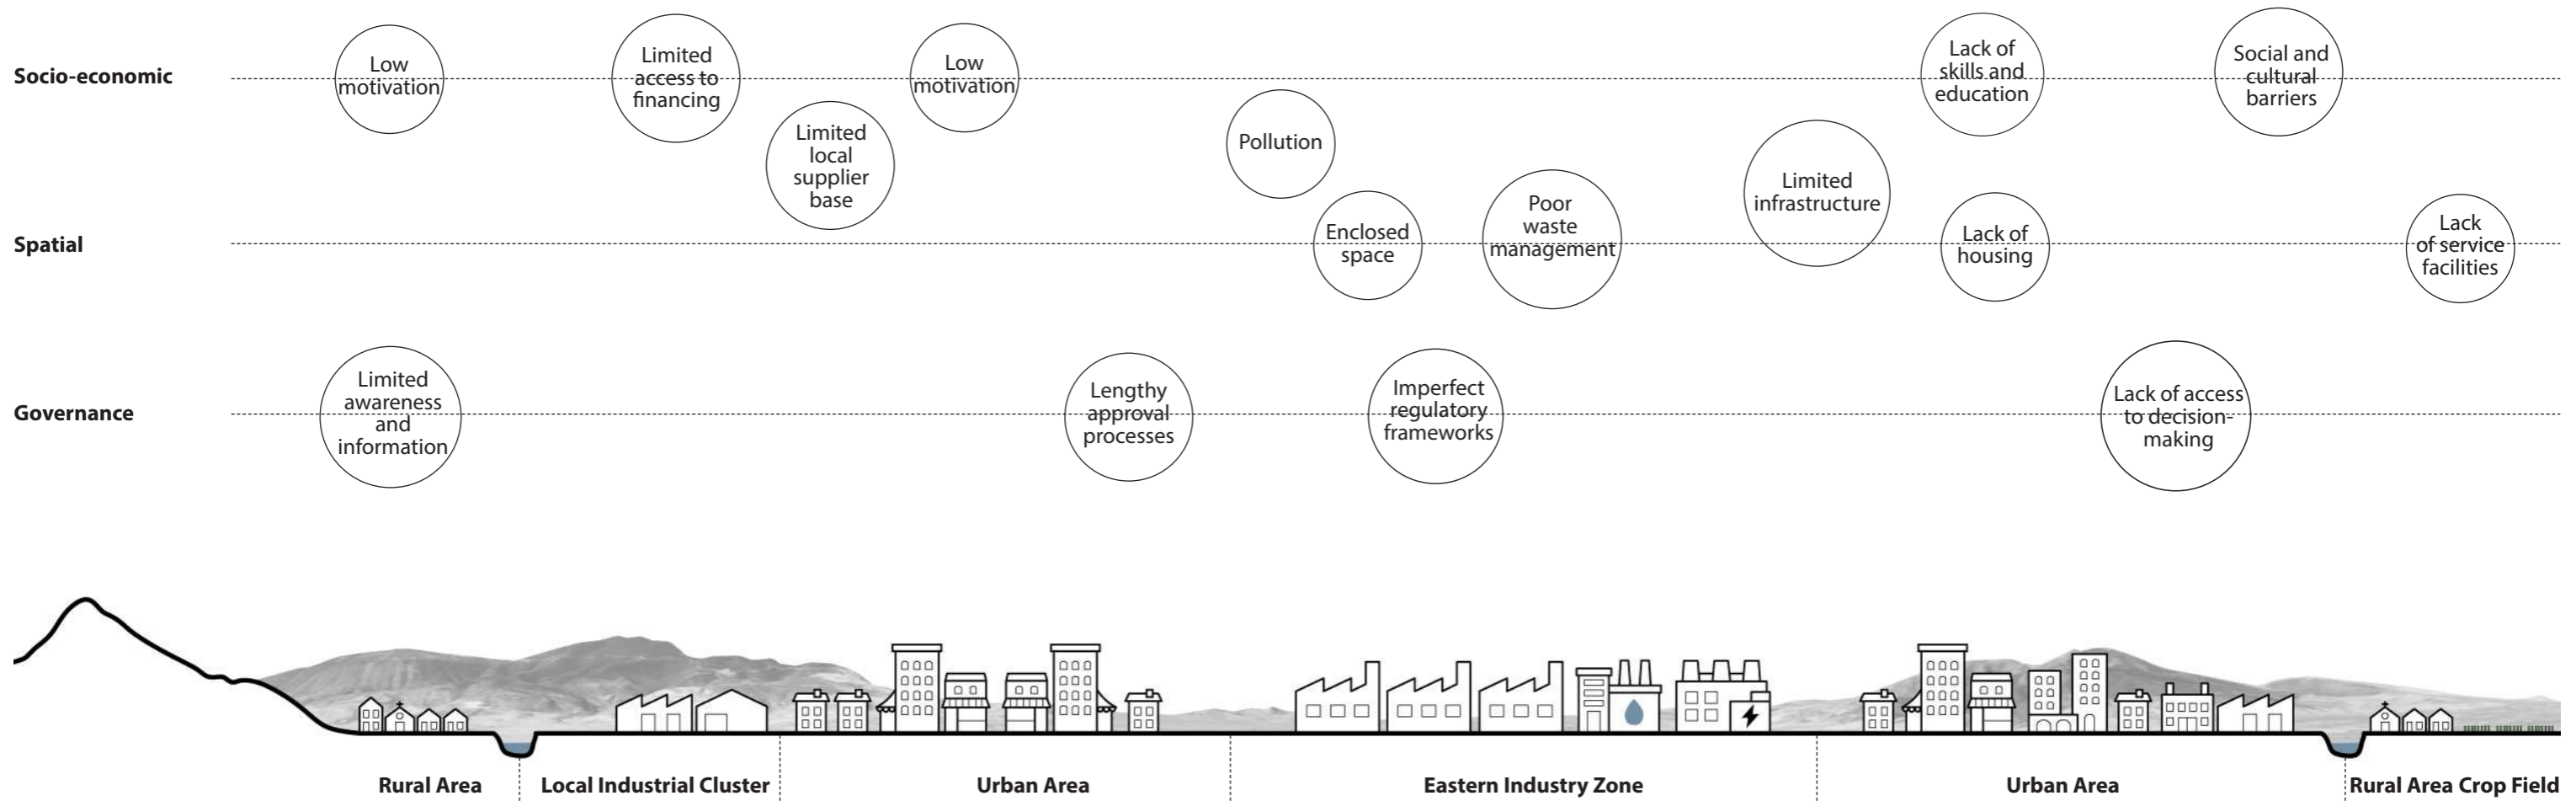 Socio-economic
Low
motivation
Limited
access to
financing
Low
motivation
Lack of
skills and
education
Social and
cultural
barriers
Limited
local
supplier
base
Pollution
Limited
infrastructure
Spatial
Enclosed
space
Poor
waste
management
Lack of
housing
Lack
of service
facilities
Governance
Limited
awareness
and
information
Lengthy
approval
processes
Imperfect
regulatory
frameworks
Lack of access
to decision-
making
Rural Area
Local Industrial Cluster
Urban Area
Eastern Industry Zone
Urban Area
Rural Area Crop Field